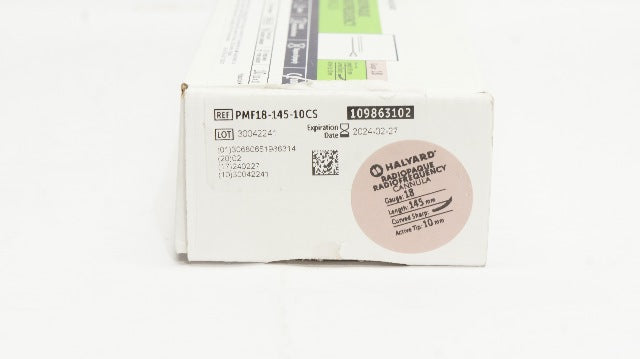 REF PMF18-145-10CS
109863102
LOT 30042241
Expiration Date 2024-02-27
(01)30680651936314
(20)02
(17)240227
(10)30042241
HALYARD
RADIOPAQUE
RADIOFREQUENCY
CANNULA
Gauge: 18
Length: 145 mm
Curved Sharp:
Active Tip: 10 mm